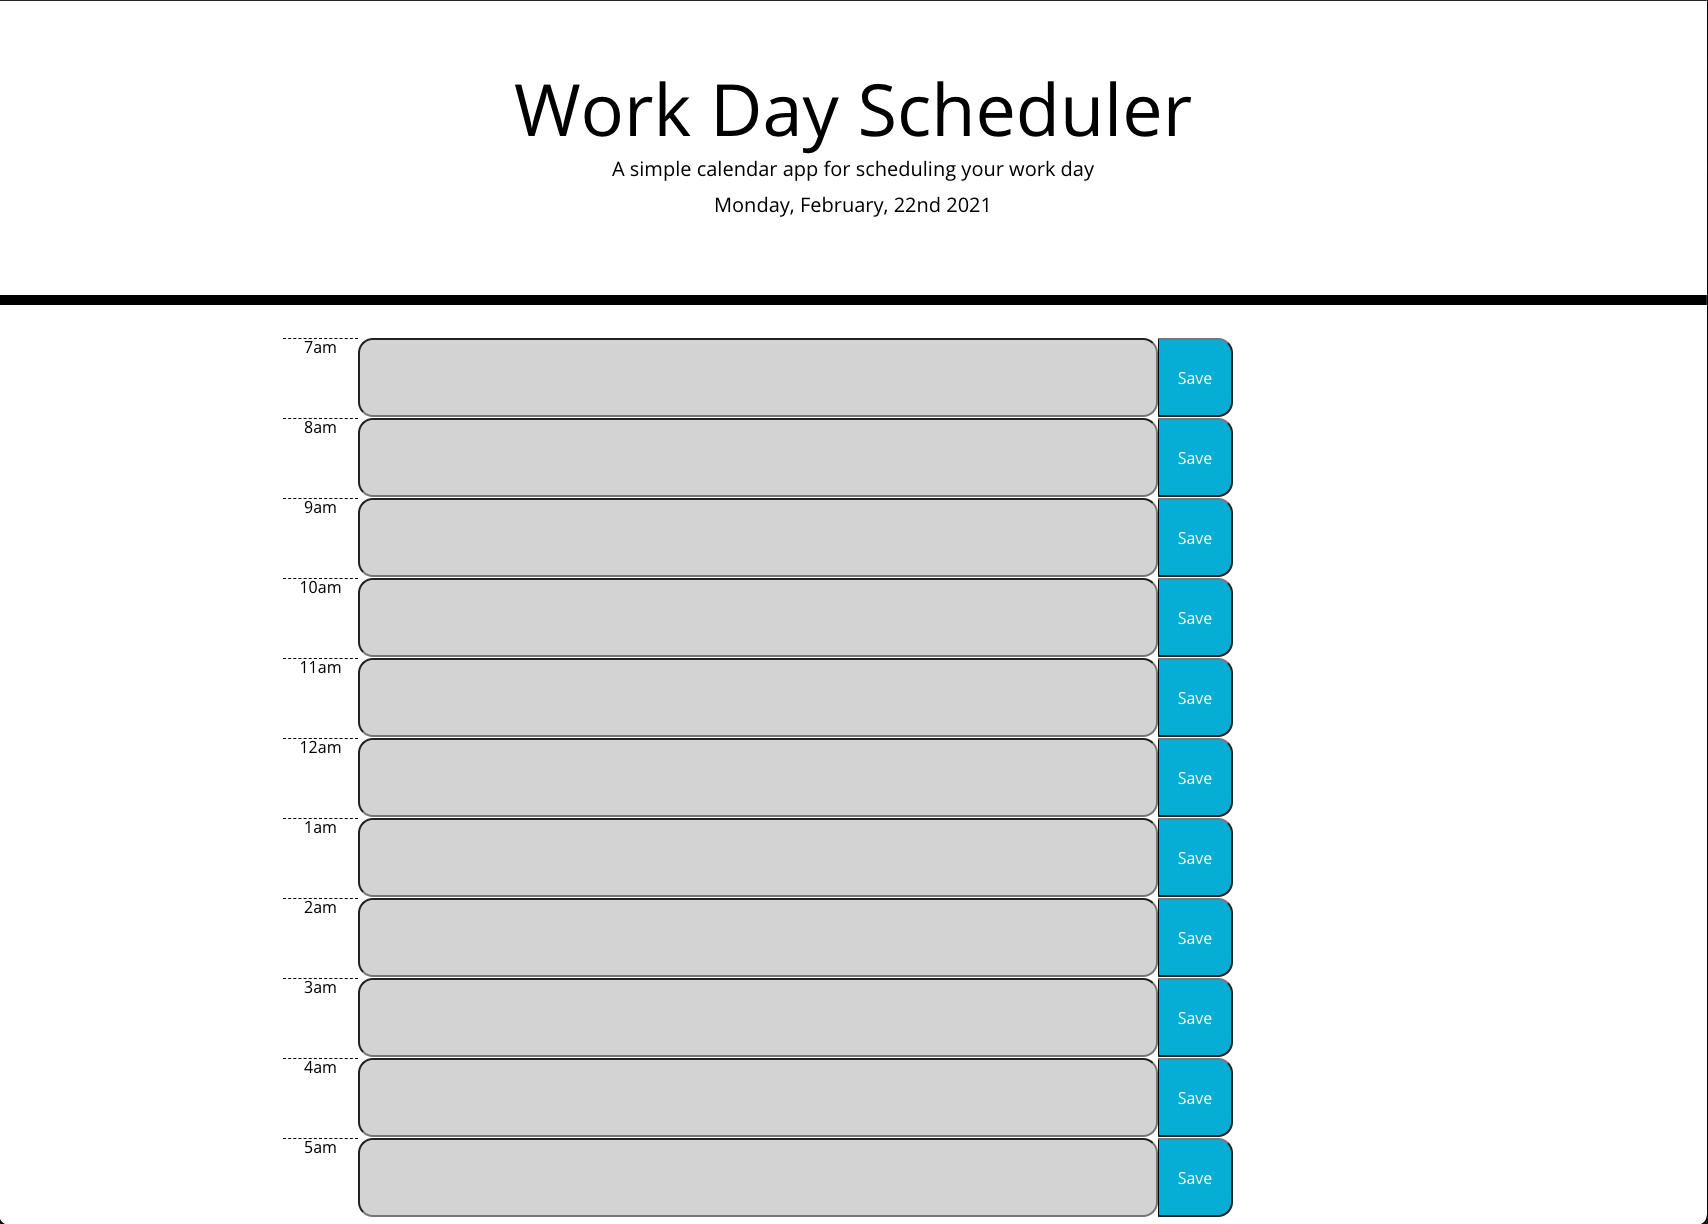 Work Day Scheduler
A simple calendar app for scheduling your work day
Monday, February, 22nd 2021
7am
Save
8am
Save
9am
Save
10am
Save
11am
Save
12am
Save
1am
Save
2am
Save
3am
Save
4am
Save
5am
Save